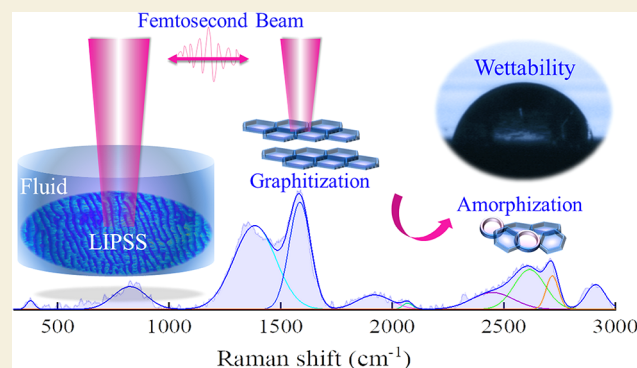 Femtosecond Beam
Wettability
Fluid
LIPSS
Graphitization
Amorphization
500
1000
1500
2000
2500
3000
Raman shift (cm-1)